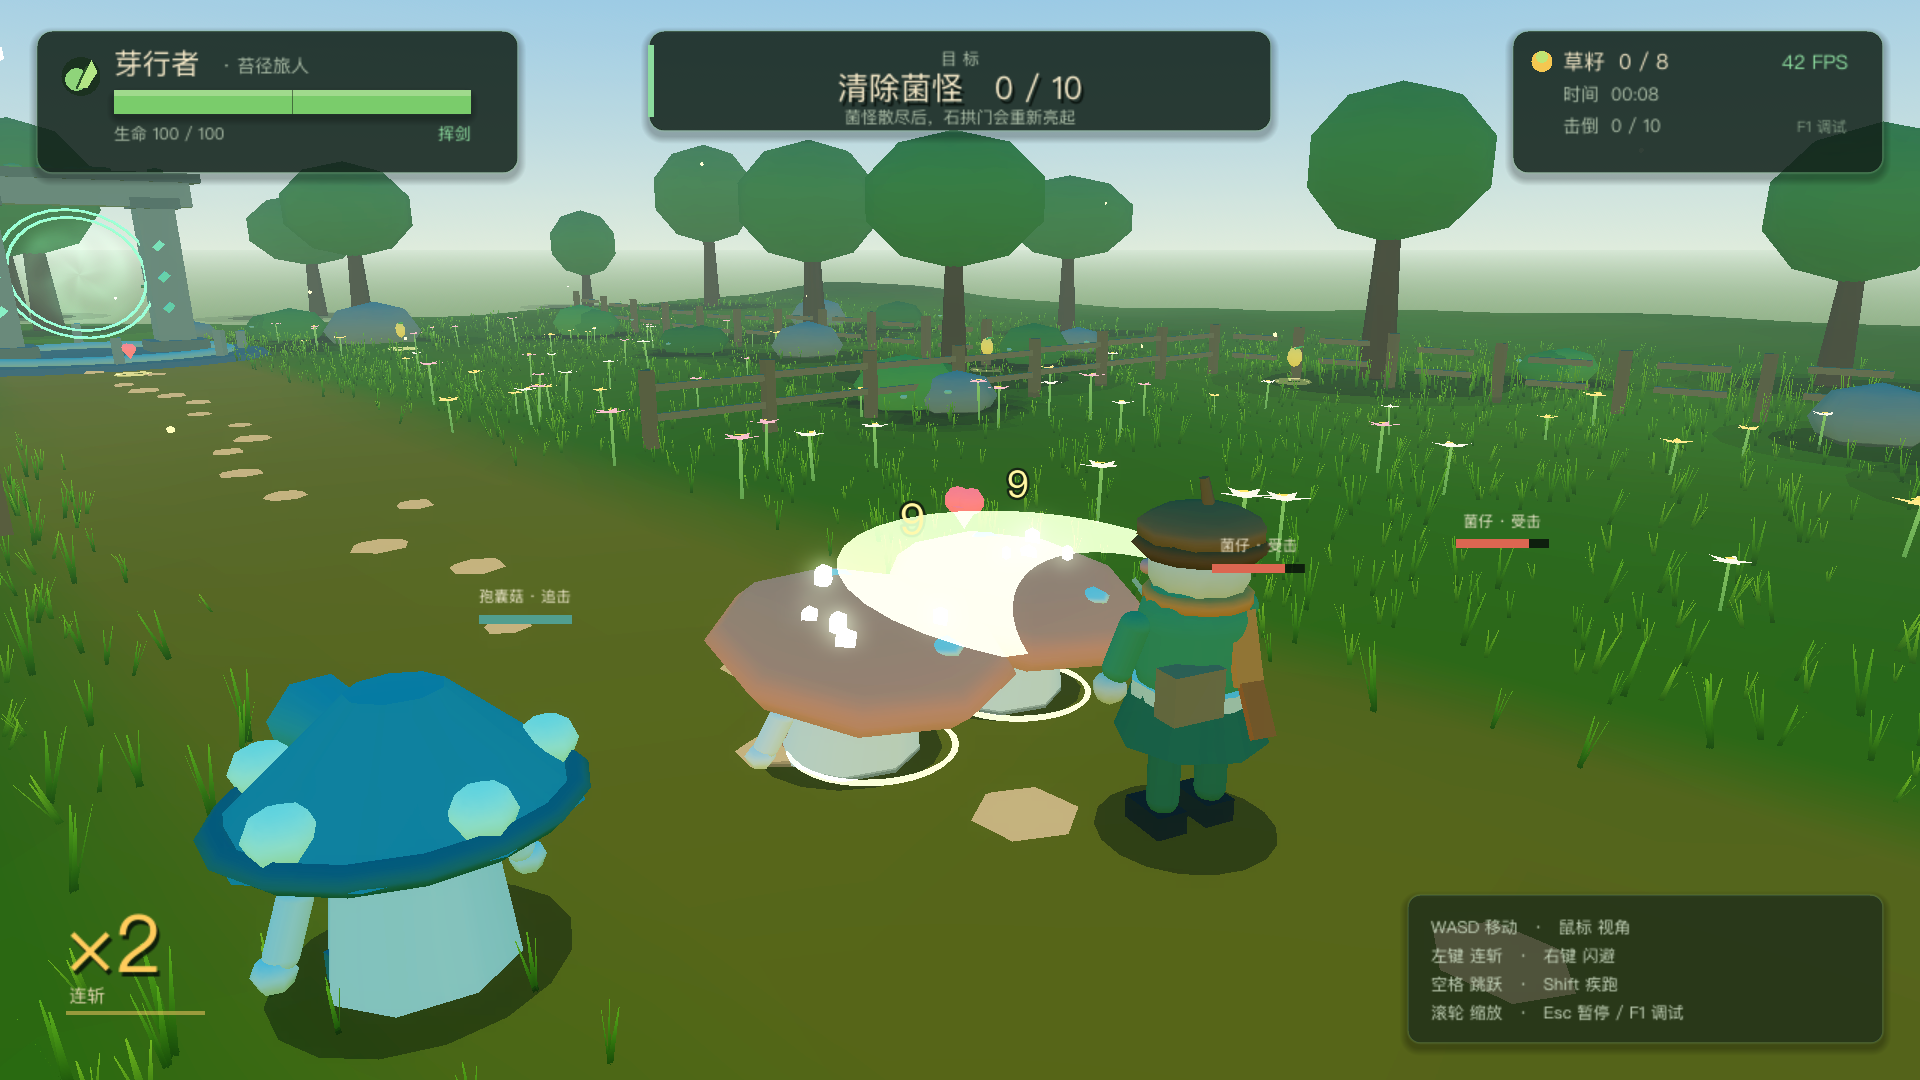 芽行者 · 苔径旅人
生命 100 / 100 挥剑
目标
清除菌怪 0 / 10
菌怪散尽后，石拱门会重新亮起
草籽 0 / 8 42 FPS
时间 00:08
击倒 0 / 10 F1 调试
9
9
菌仔 · 受击
菌仔 · 受击
孢囊菇 · 追击
×2
连斩
WASD 移动 · 鼠标 视角
左键 连斩 · 右键 闪避
空格 跳跃 · Shift 疾跑
滚轮 缩放 · Esc 暂停 / F1 调试